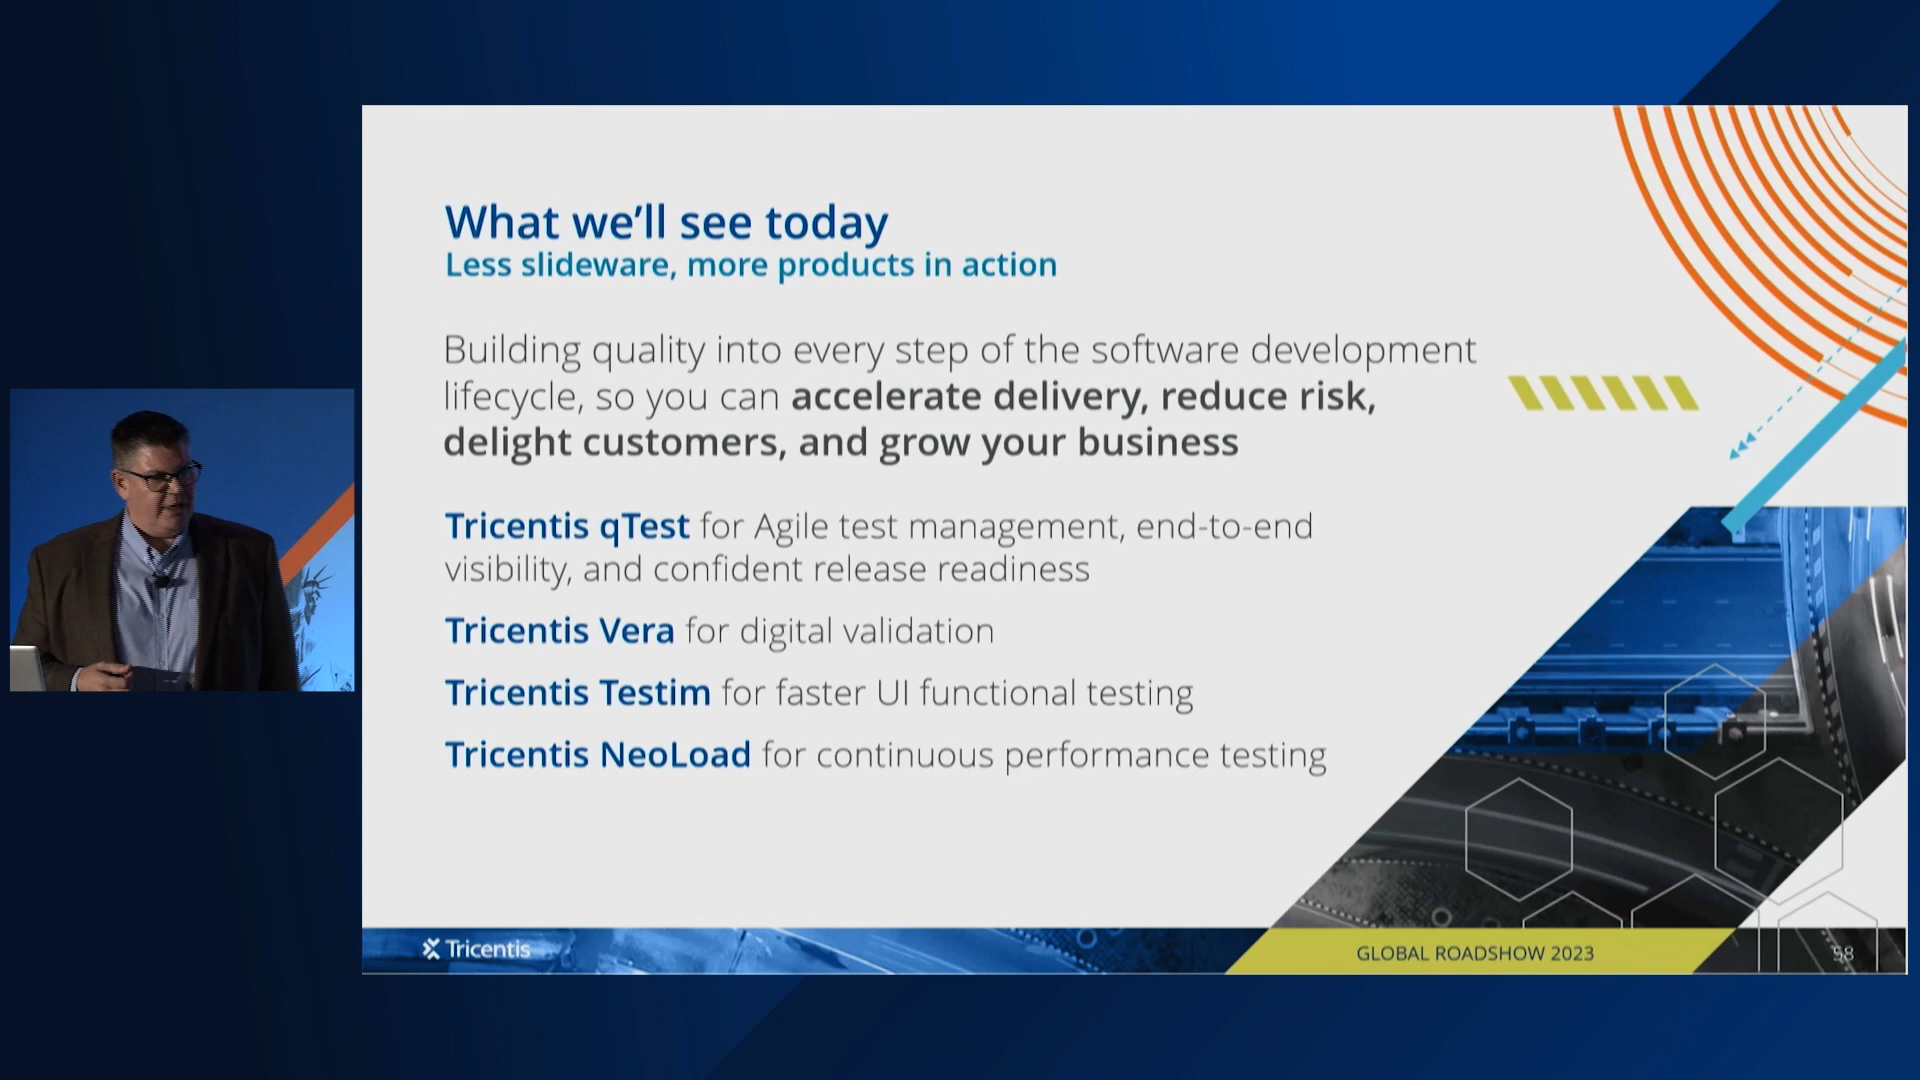 What we'll see today
Less slideware, more products in action
Building quality into every step of the software development
lifecycle, so you can accelerate delivery, reduce risk,
delight customers, and grow your business
Tricentis qTest for Agile test management, end-to-end
visibility, and confident release readiness
Tricentis Vera for digital validation
Tricentis Testim for faster UI functional testing
Tricentis NeoLoad for continuous performance testing
Tricentis
GLOBAL ROADSHOW 2023
58